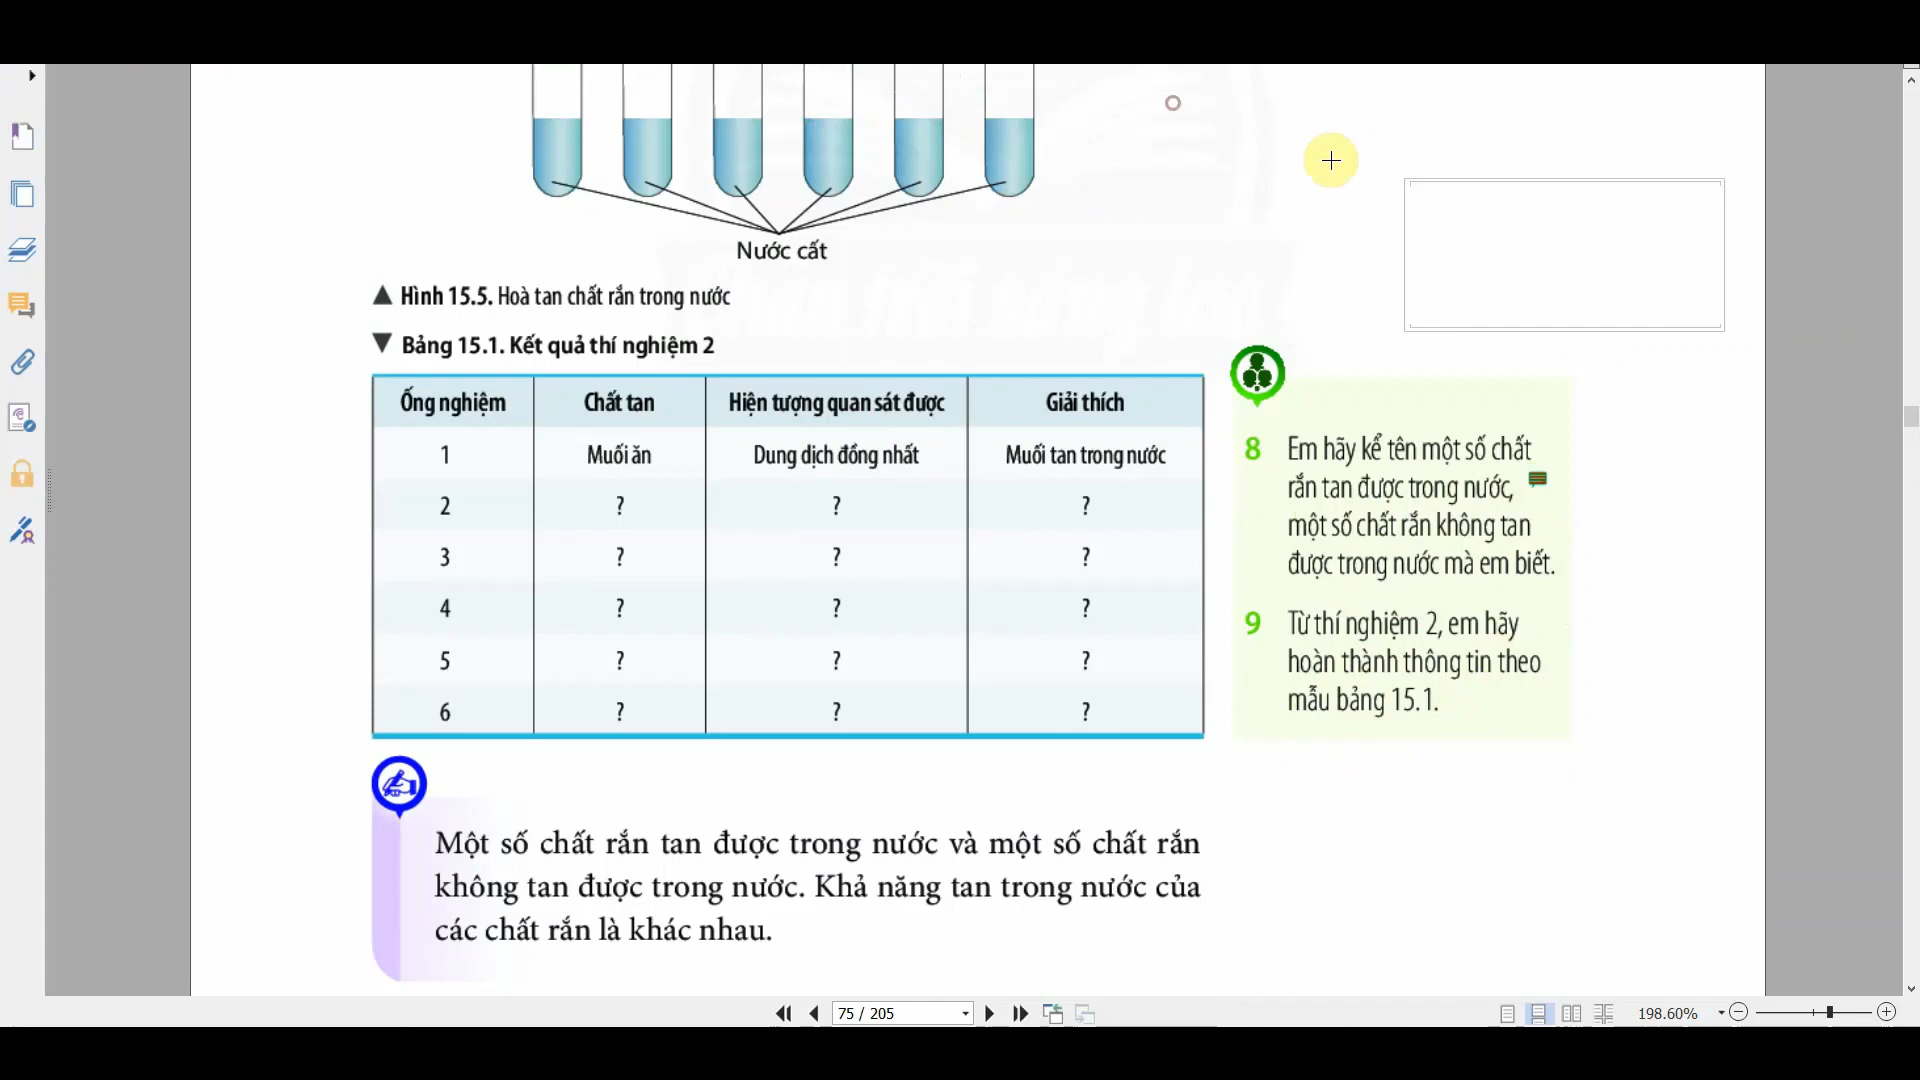 Nước cất
▲ Hình 15.5. Hoà tan chất rắn trong nước
▼ Bảng 15.1. Kết quả thí nghiệm 2
Ống nghiệm Chất tan Hiện tượng quan sát được Giải thích
1 Muối ăn Dung dịch đồng nhất Muối tan trong nước
2 ? ? ?
3 ? ? ?
4 ? ? ?
5 ? ? ?
6 ? ? ?
8 Em hãy kể tên một số chất
rắn tan được trong nước,
một số chất rắn không tan
được trong nước mà em biết.
9 Từ thí nghiệm 2, em hãy
hoàn thành thông tin theo
mẫu bảng 15.1.
Một số chất rắn tan được trong nước và một số chất rắn
không tan được trong nước. Khả năng tan trong nước của
các chất rắn là khác nhau.
75 / 205
198.60%